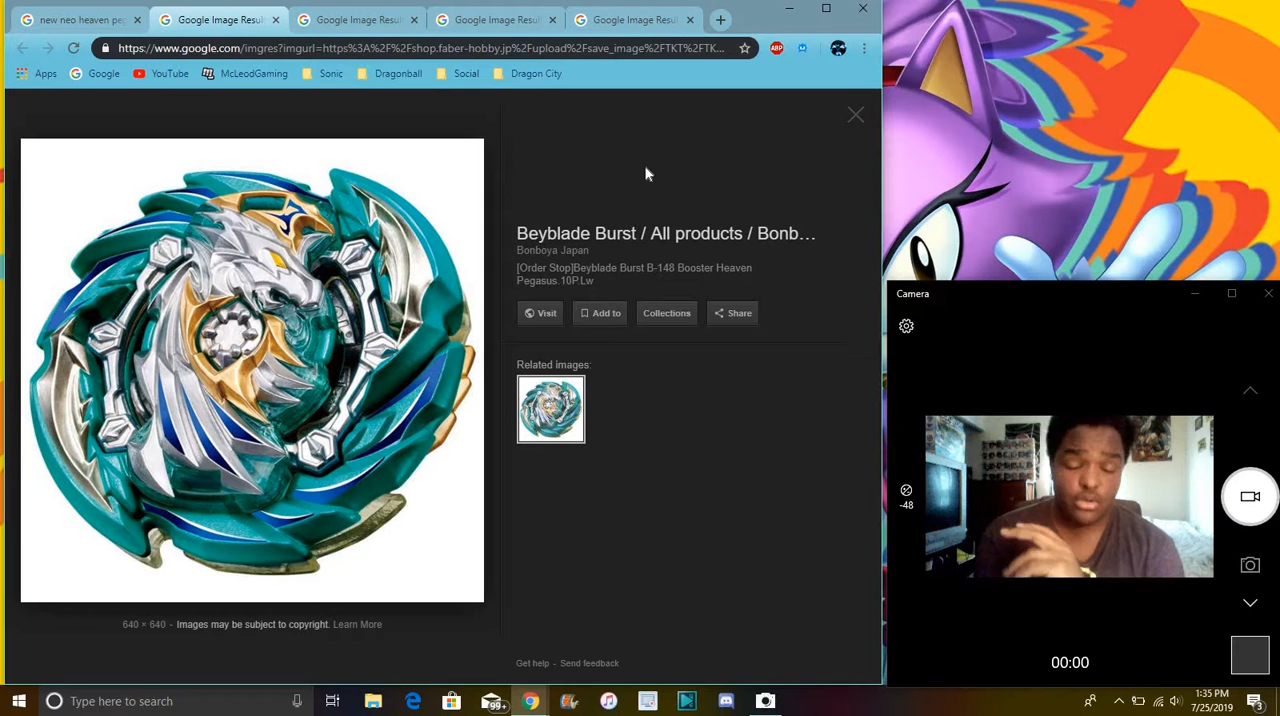 new neo heaven pe
Google Image Resul
Google Image Resul
Google Image Resul
Google Image Resul
https://www.google.com/imgres?imgurl=https%3A%2F%2Fshop.faber-hobby.jp%2Fupload%2Fsave_image%2FTKT%2FTK...
ABP
Apps
Google
YouTube
McLeodGaming
Sonic
Dragonball
Social
Dragon City
Beyblade Burst / All products / Bonb…
Bonboya Japan
[Order Stop]Beyblade Burst B-148 Booster Heaven
Pegasus.10P.Lw
Visit
Add to
Collections
Share
Related images:
640 × 640 - Images may be subject to copyright. Learn More
Get help - Send feedback
Camera
-48
00:00
Type here to search
99+
1:35 PM
7/25/2019
3